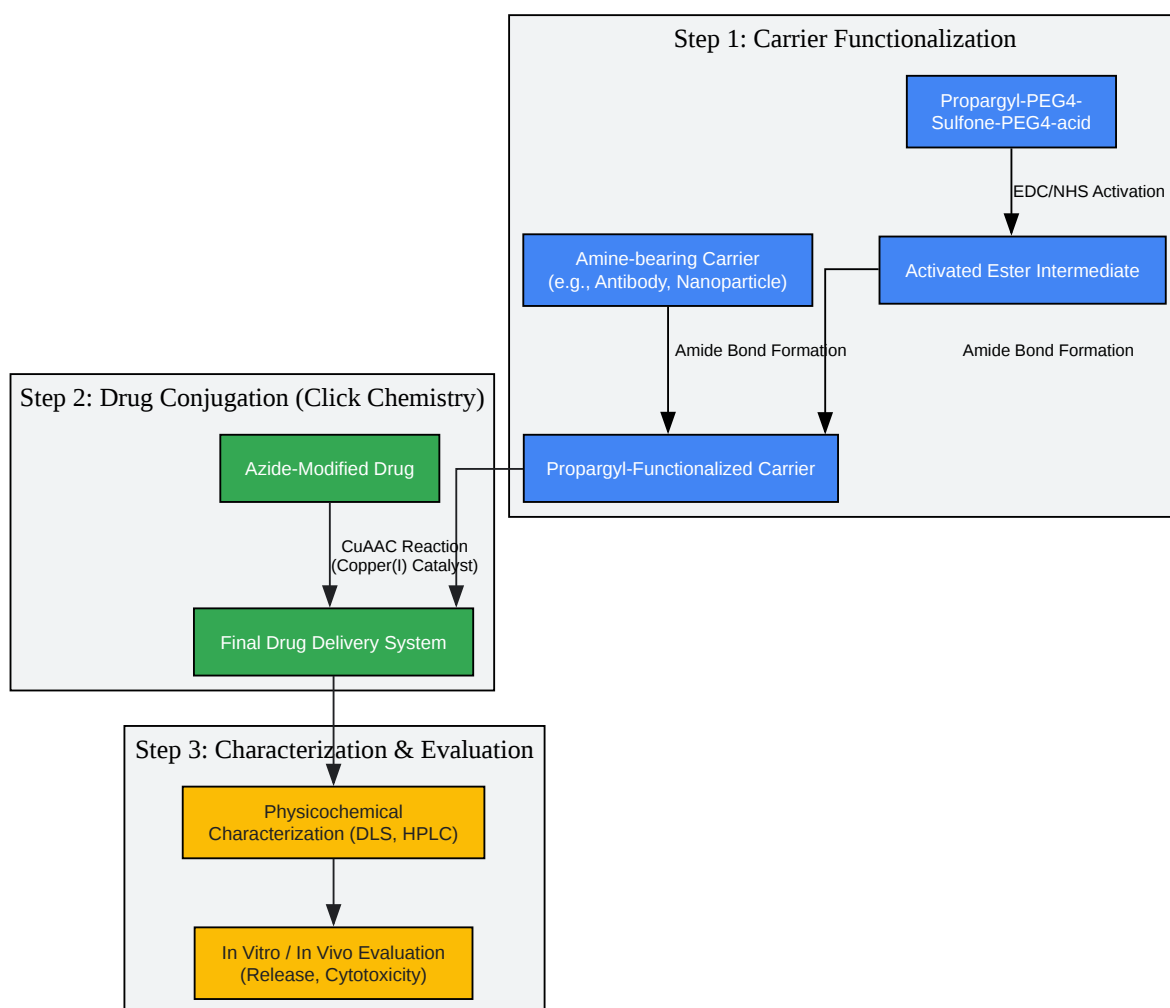 Step 1: Carrier Functionalization
Propargyl-PEG4-
Sulfone-PEG4-acid
EDC/NHS Activation
Amine-bearing Carrier
(e.g., Antibody, Nanoparticle)
Activated Ester Intermediate
Amide Bond Formation
Amide Bond Formation
Propargyl-Functionalized Carrier
Step 2: Drug Conjugation (Click Chemistry)
Azide-Modified Drug
CuAAC Reaction
(Copper(I) Catalyst)
Final Drug Delivery System
Step 3: Characterization & Evaluation
Physicochemical
Characterization (DLS, HPLC)
In Vitro / In Vivo Evaluation
(Release, Cytotoxicity)